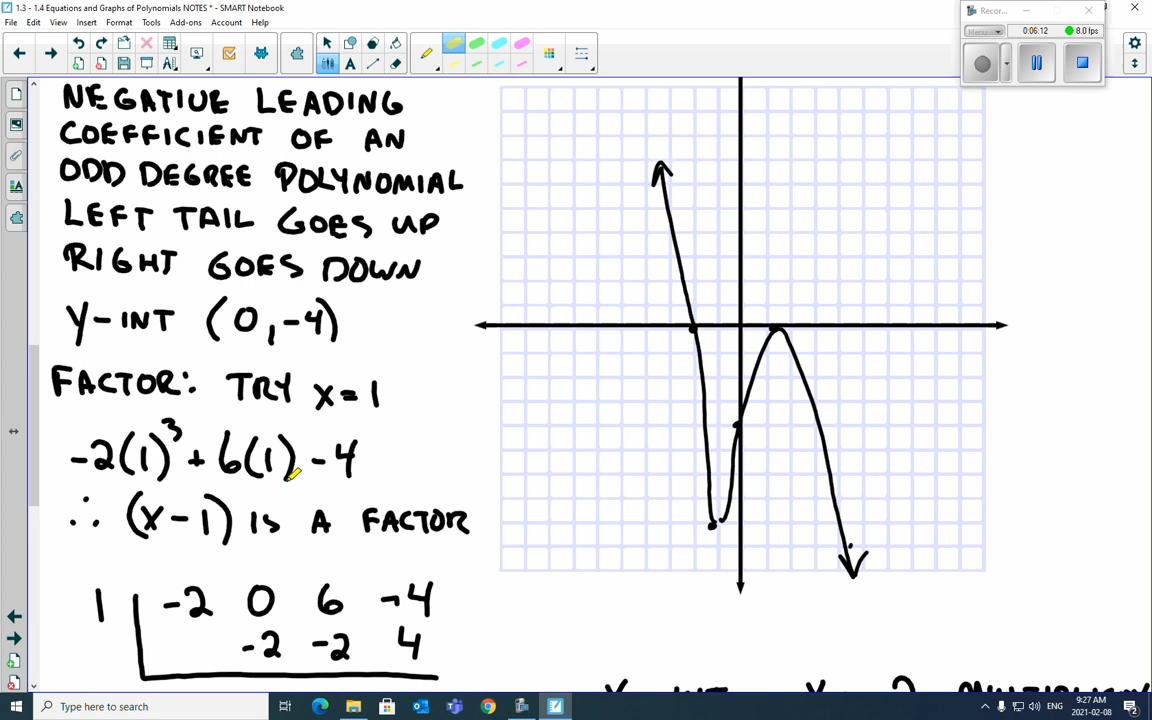 1.3 - 1.4 Equations and Graphs of Polynomials NOTES * - SMART Notebook
File Edit View Insert Format Tools Add-ons Account Help
Recor...
Menu
0:06:12
8.0 fps
NEGATIVE LEADING
COEFFICIENT OF AN
ODD DEGREE POLYNOMIAL
LEFT TAIL GOES UP
RIGHT GOES DOWN
Y-INT (0,-4)
FACTOR: TRY x=1
-2(1)³+6(1)-4
∴ (x-1) IS A FACTOR
1 -2 0 6 -4
-2 -2 4
Type here to search
ENG
9:27 AM
2021-02-08
2